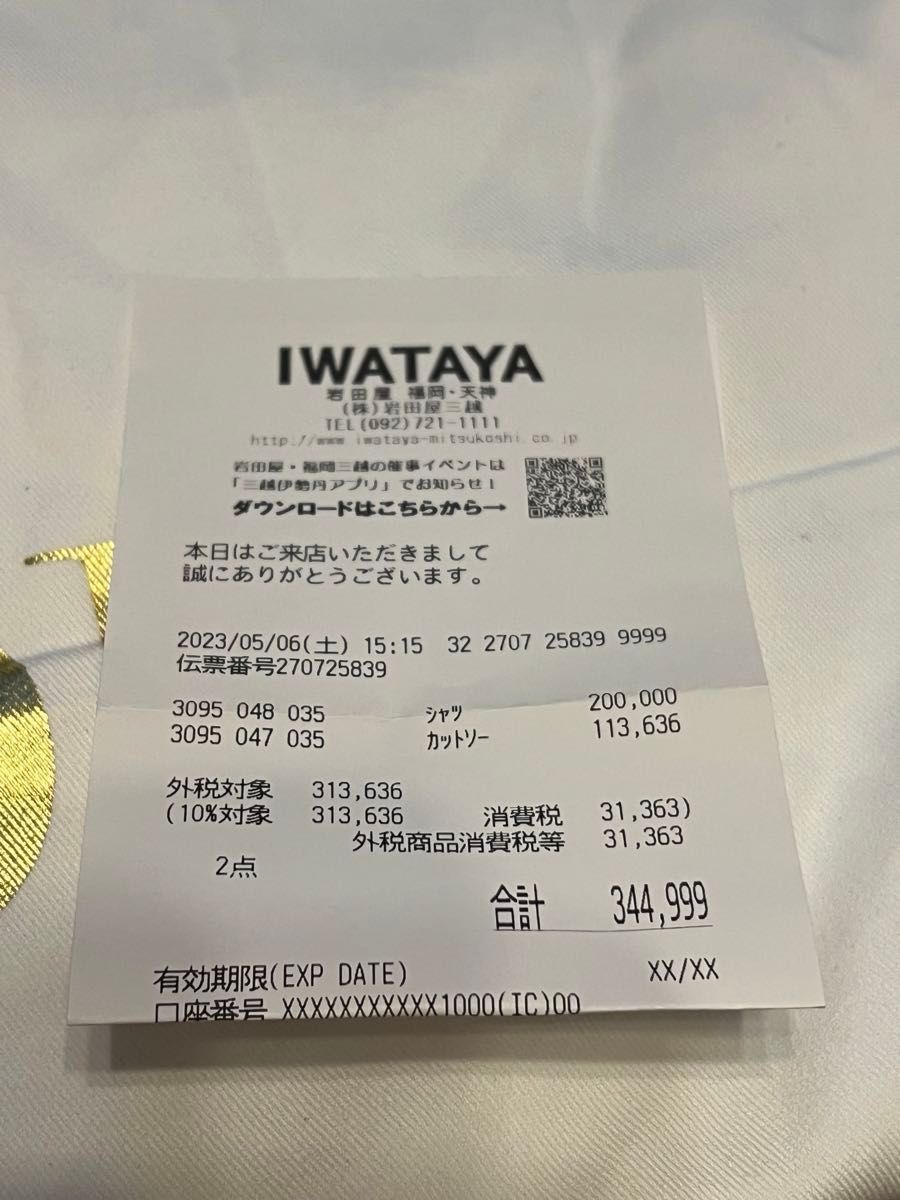 IWATAYA
岩田屋 福岡・天神
(株)岩田屋三越
TEL(092)721-1111
http://www.iwataya-mitsukoshi.co.jp
岩田屋・福岡三越の催事イベントは
「三越伊勢丹アプリ」でお知らせ!
ダウンロードはこちらから→
本日はご来店いただきまして
誠にありがとうございます。
2023/05/06(土) 15:15 32 2707 25839 9999
伝票番号270725839
3095 048 035 シャツ 200,000
3095 047 035 カットソー 113,636
外税対象 313,636
(10%対象 313,636 消費税 31,363)
外税商品消費税等 31,363
2点
合計 344,999
有効期限(EXP DATE) XX/XX
口座番号 XXXXXXXXXXX1000(IC)00